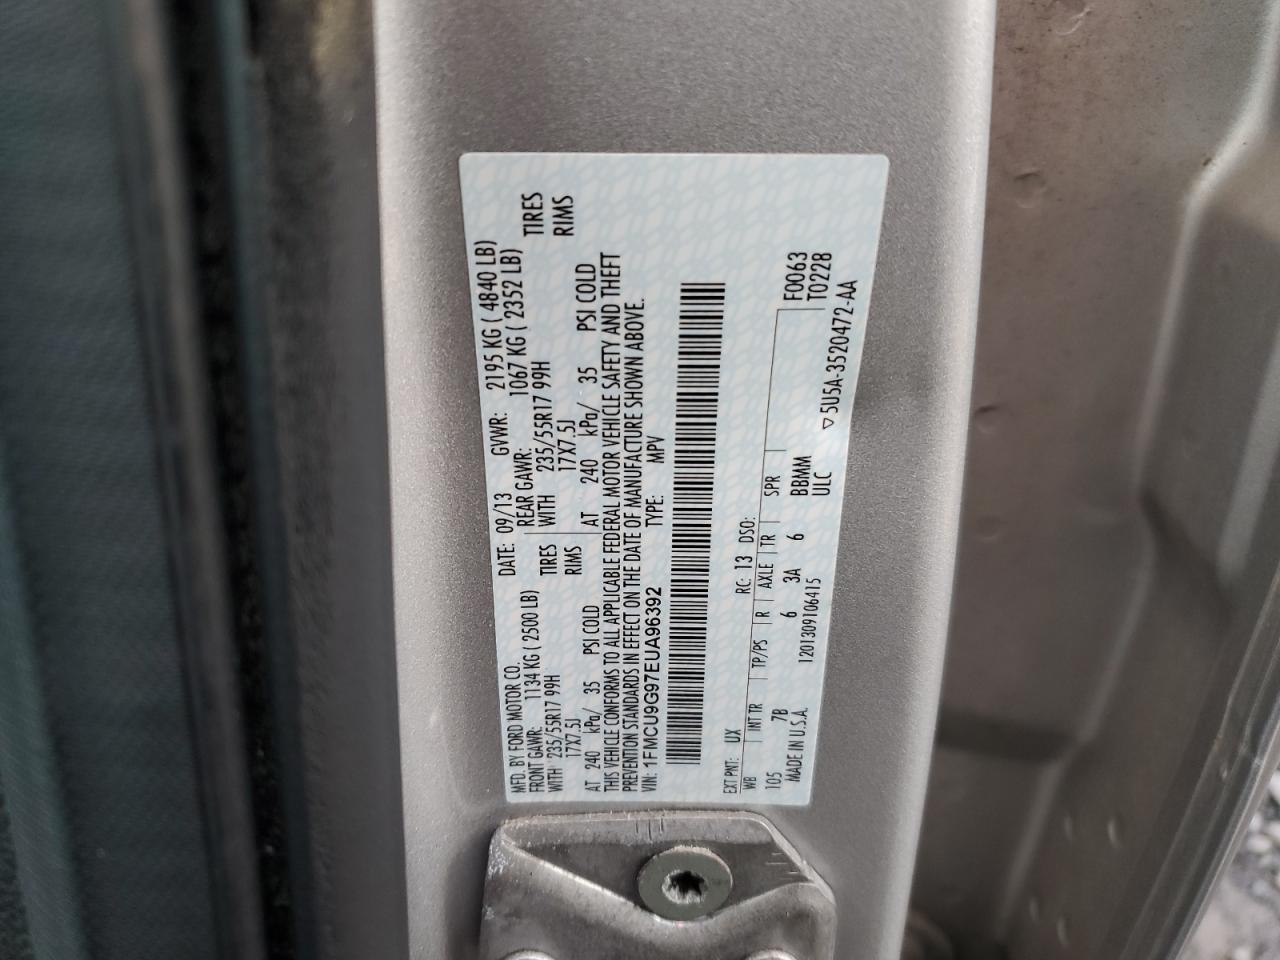 MFD. BY FORD MOTOR CO. DATE: 09/13 GVWR: 2195 KG ( 4840 LB)
FRONT GAWR: 1134 KG ( 2500 LB) REAR GAWR: 1067 KG ( 2352 LB)
WITH 235/55R17 99H TIRES WITH 235/55R17 99H TIRES
17X7.5J RIMS 17X7.5J RIMS
AT 240 kPa/ 35 PSI COLD AT 240 kPa/ 35 PSI COLD
THIS VEHICLE CONFORMS TO ALL APPLICABLE FEDERAL MOTOR VEHICLE SAFETY AND THEFT
PREVENTION STANDARDS IN EFFECT ON THE DATE OF MANUFACTURE SHOWN ABOVE.
VIN: 1FMCU9G97EUA96392 TYPE: MPV
EXT PNT: UX RC: 13 DSO:
WB INT TR TP/PS R AXLE TR SPR F0063
105 7B 6 3A 6 BBMM T0228
MADE IN U.S.A. 1201309106415 ULC
▽5U5A-3520472-AA